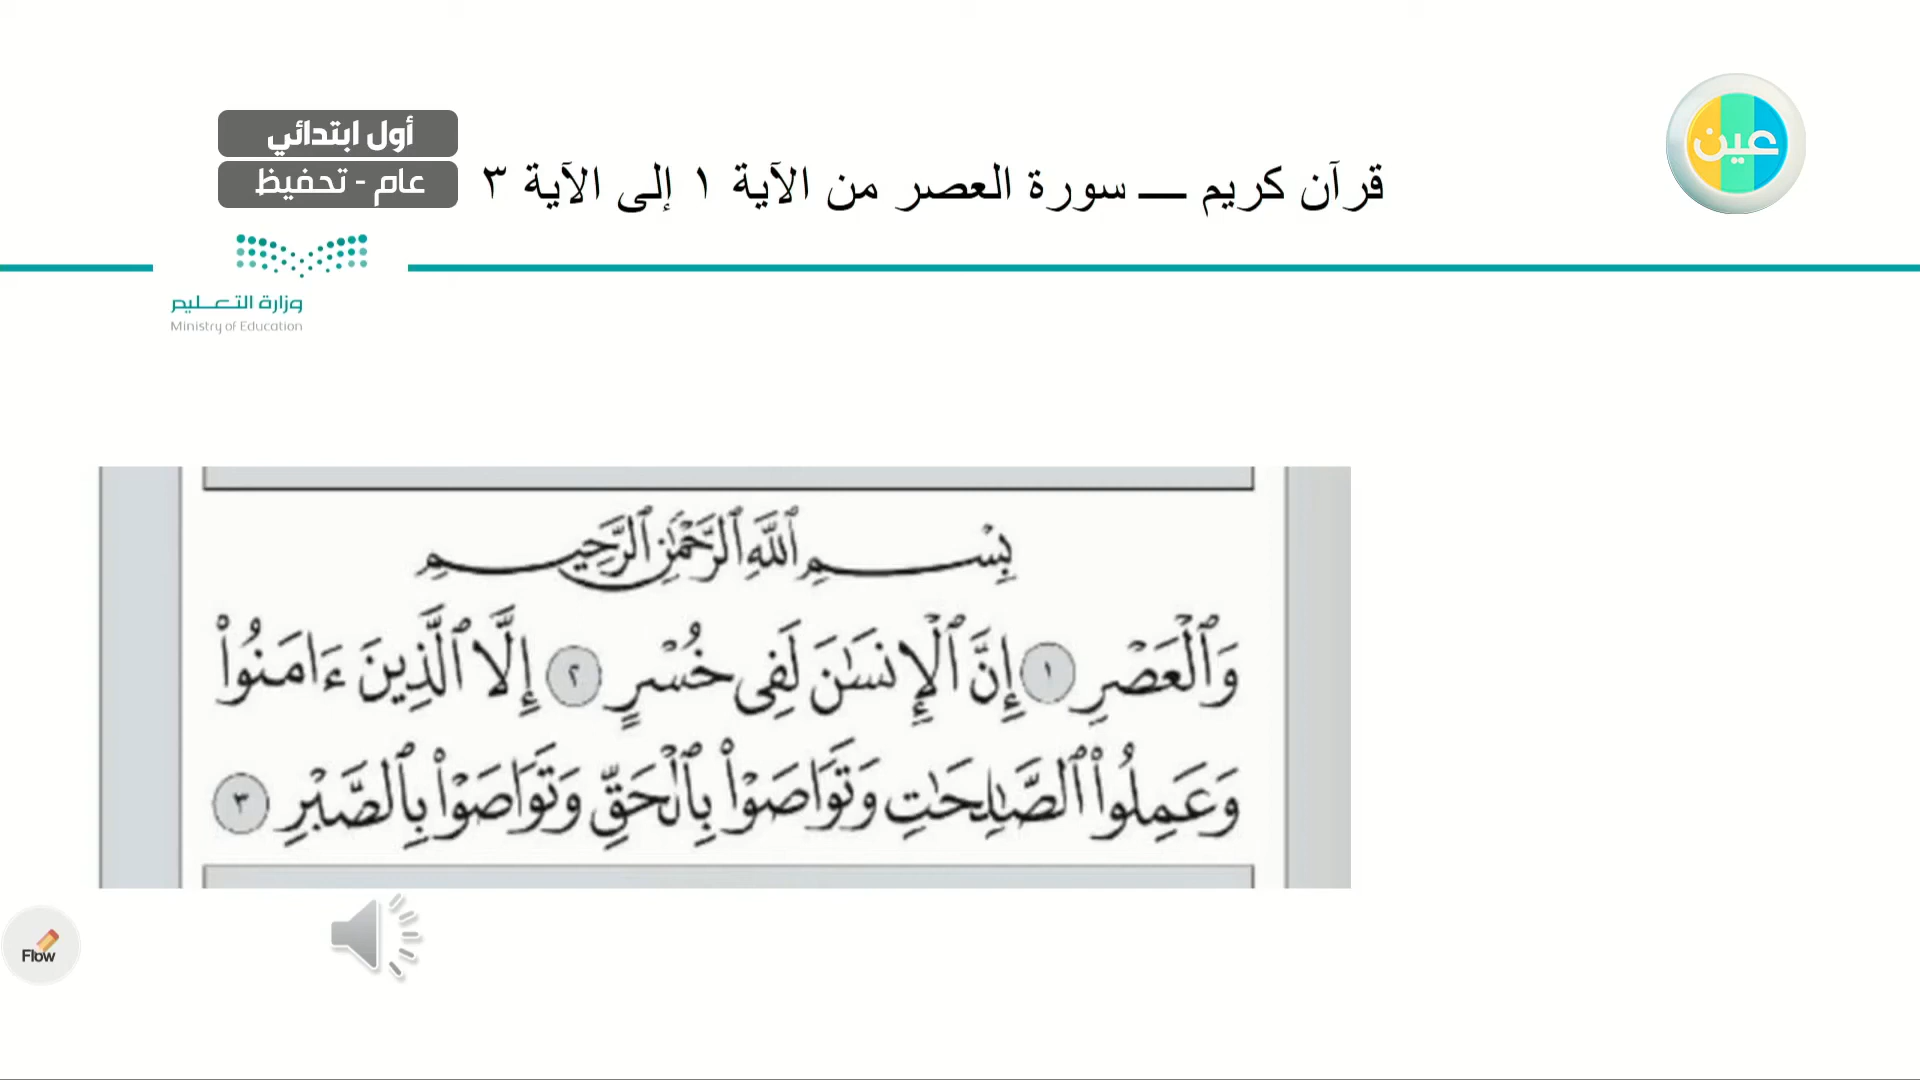 أول ابتدائي
عام - تحفيظ
قرآن كريم ــ سورة العصر من الآية ١ إلى الآية ٣
عين
وزارة التعـليم
Ministry of Education
بِسْمِ ٱللَّهِ ٱلرَّحْمَٰنِ ٱلرَّحِيمِ
وَٱلْعَصْرِ ١ إِنَّ ٱلْإِنسَٰنَ لَفِى خُسْرٍ ٢ إِلَّا ٱلَّذِينَ ءَامَنُوا۟
وَعَمِلُوا۟ ٱلصَّٰلِحَٰتِ وَتَوَاصَوْا۟ بِٱلْحَقِّ وَتَوَاصَوْا۟ بِٱلصَّبْرِ ٣
Flow